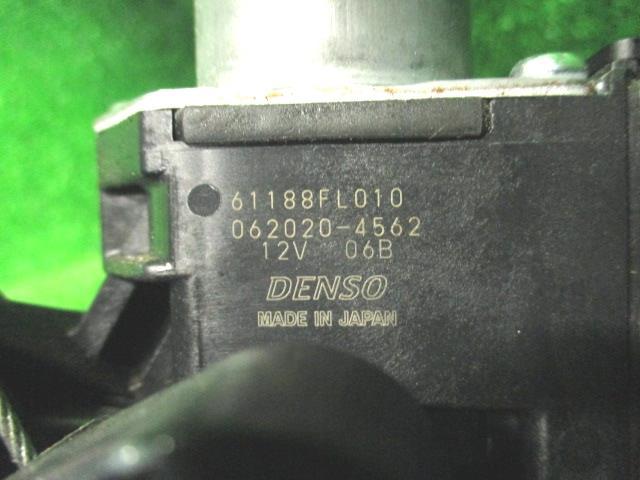 61188FL010
062020-4562
12V 06B
DENSO
MADE IN JAPAN